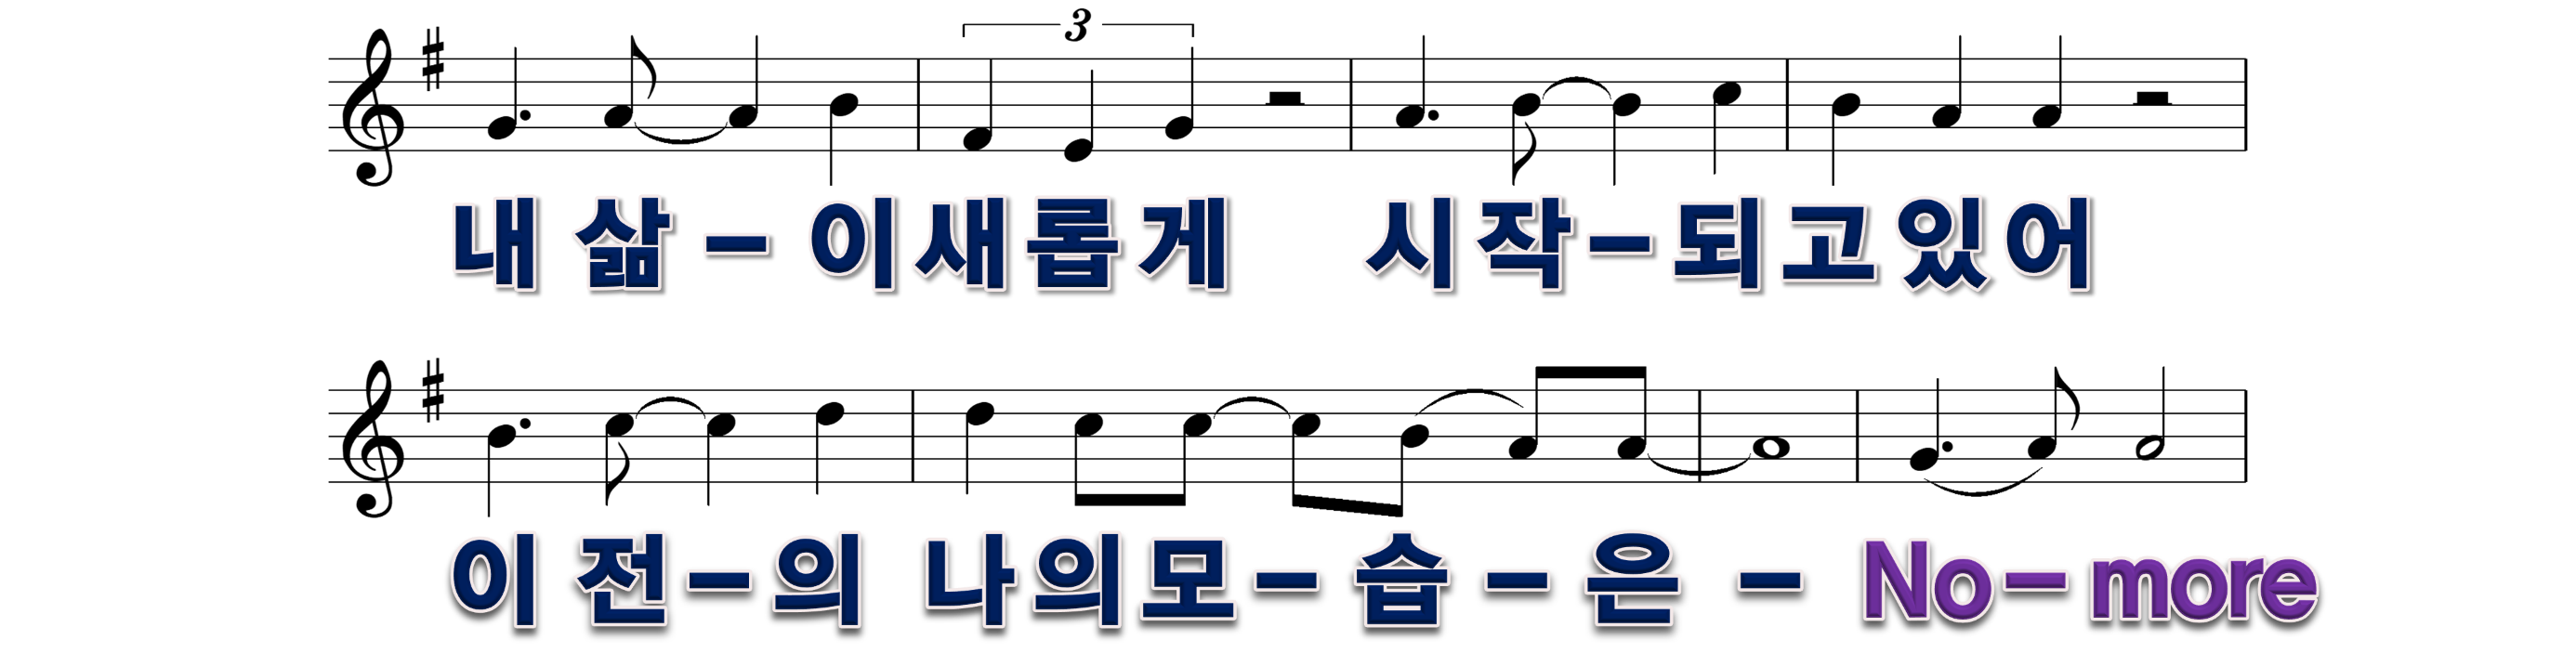 3
내 삶 - 이새롭게 시작-되고있어
이 전-의 나의모- 습 - 은 - No-more